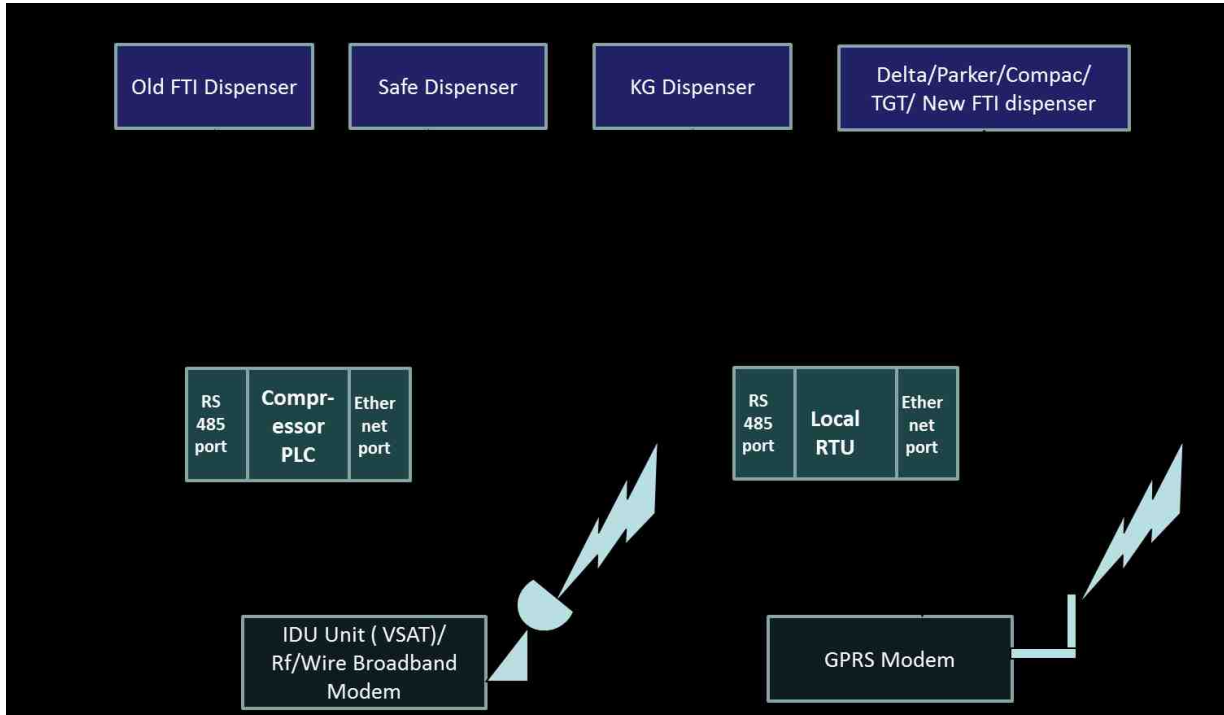 Old FTI Dispenser
Safe Dispenser
KG Dispenser
Delta/Parker/Compac/
TGT/ New FTI dispenser
RS
485
port
Compr-
essor
PLC
Ether
net
port
RS
485
port
Local
RTU
Ether
net
port
IDU Unit ( VSAT)/
Rf/Wire Broadband
Modem
GPRS Modem